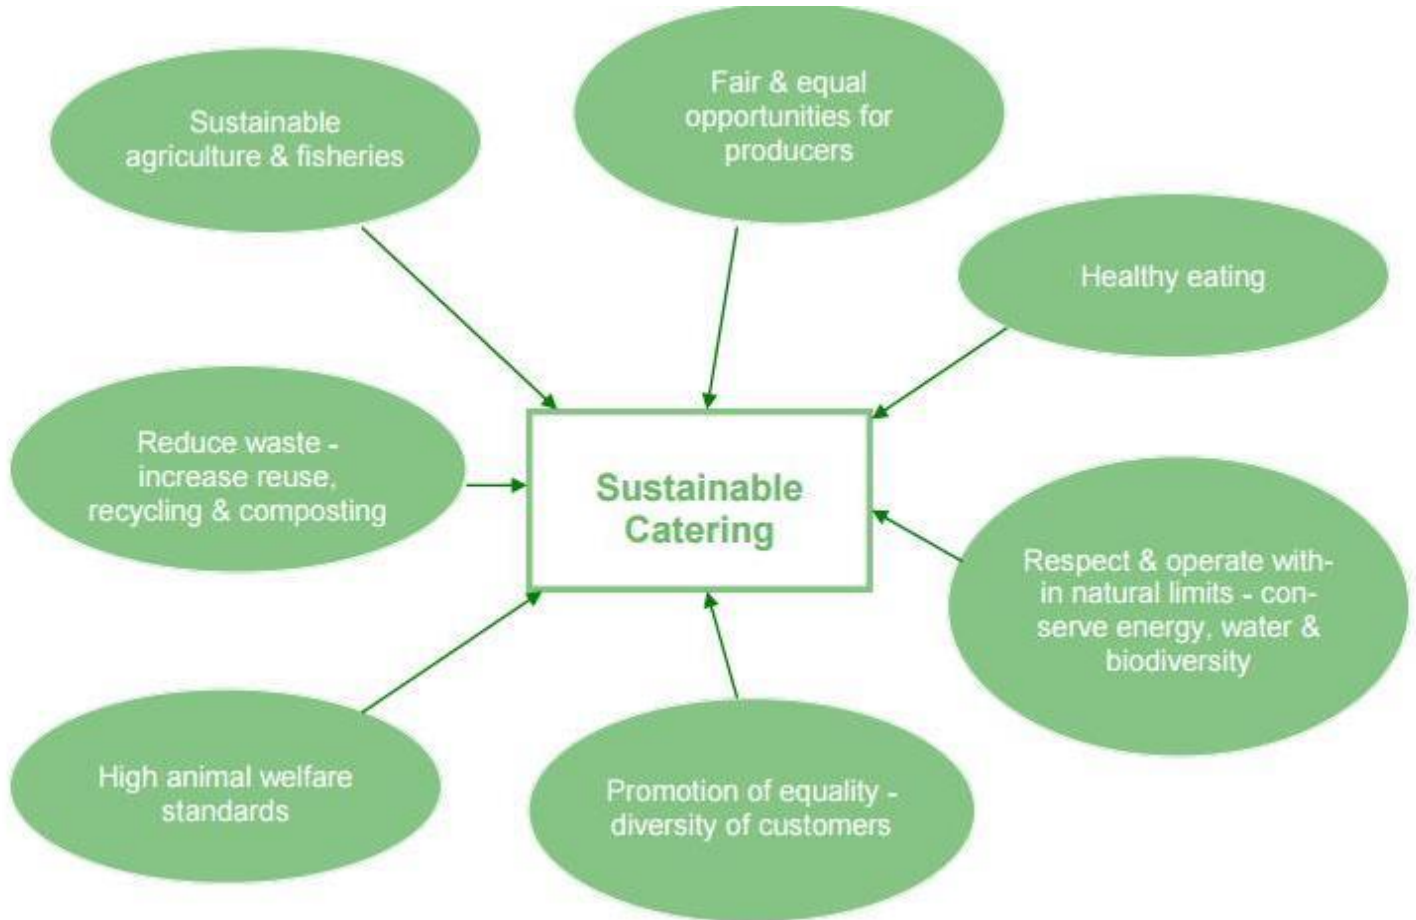 Fair & equal
opportunities for
producers
Sustainable
agriculture & fisheries
Healthy eating
Reduce waste -
increase reuse,
recycling & composting
Sustainable
Catering
Respect & operate with-
in natural limits - con-
serve energy, water &
biodiversity
High animal welfare
standards
Promotion of equality -
diversity of customers